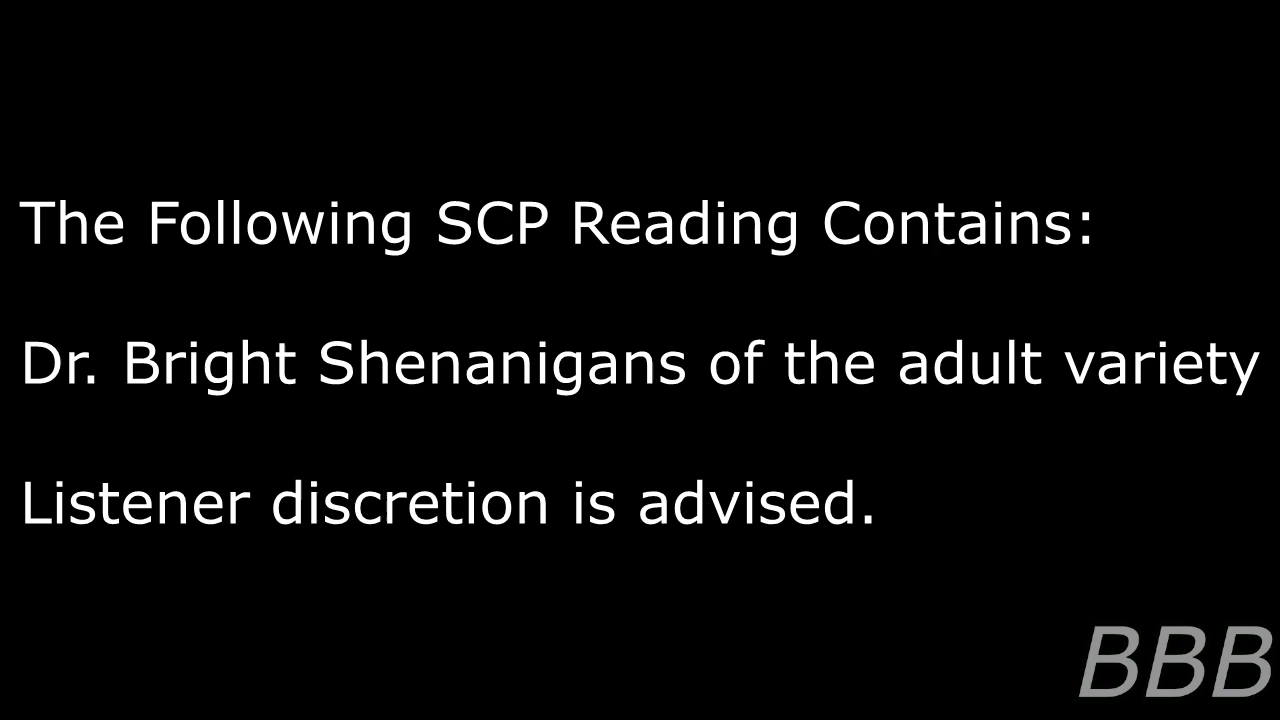 The Following SCP Reading Contains:
Dr. Bright Shenanigans of the adult variety
Listener discretion is advised.
BBB